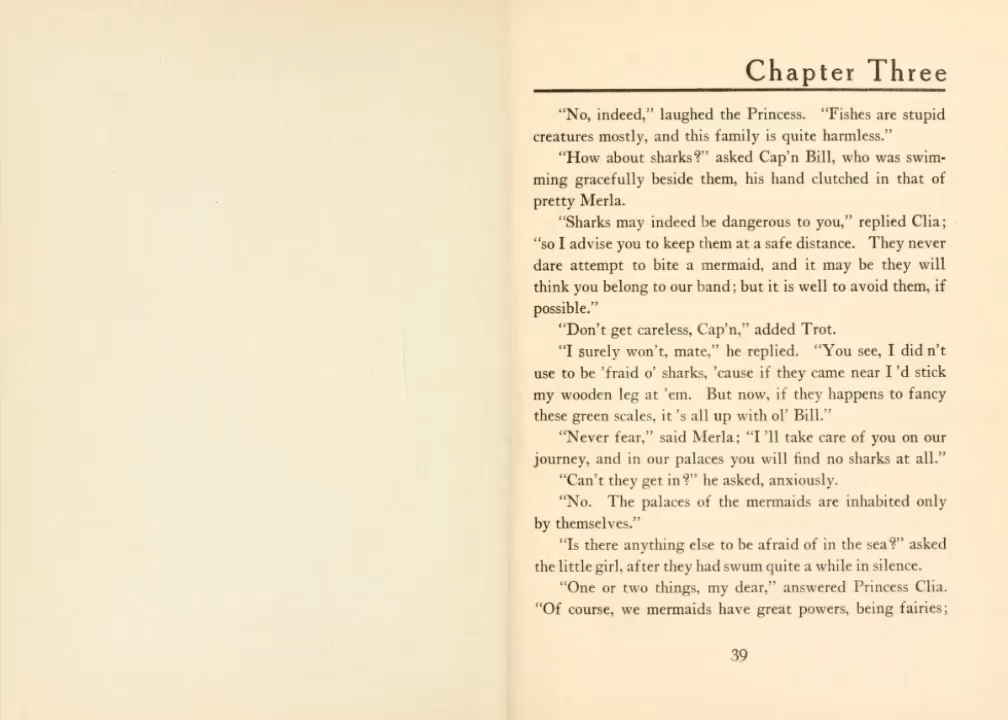 Chapter Three
“No, indeed,” laughed the Princess. “Fishes are stupid
creatures mostly, and this family is quite harmless.”
“How about sharks?” asked Cap’n Bill, who was swim-
ming gracefully beside them, his hand clutched in that of
pretty Merla.
“Sharks may indeed be dangerous to you,” replied Clia;
“so I advise you to keep them at a safe distance. They never
dare attempt to bite a mermaid, and it may be they will
think you belong to our band; but it is well to avoid them, if
possible.”
“Don’t get careless, Cap’n,” added Trot.
“I surely won’t, mate,” he replied. “You see, I did n’t
use to be ’fraid o’ sharks, ’cause if they came near I ’d stick
my wooden leg at ’em. But now, if they happens to fancy
these green scales, it ’s all up with ol’ Bill.”
“Never fear,” said Merla; “I ’ll take care of you on our
journey, and in our palaces you will find no sharks at all.”
“Can’t they get in?” he asked, anxiously.
“No. The palaces of the mermaids are inhabited only
by themselves.”
“Is there anything else to be afraid of in the sea?” asked
the little girl, after they had swum quite a while in silence.
“One or two things, my dear,” answered Princess Clia.
“Of course, we mermaids have great powers, being fairies;
39